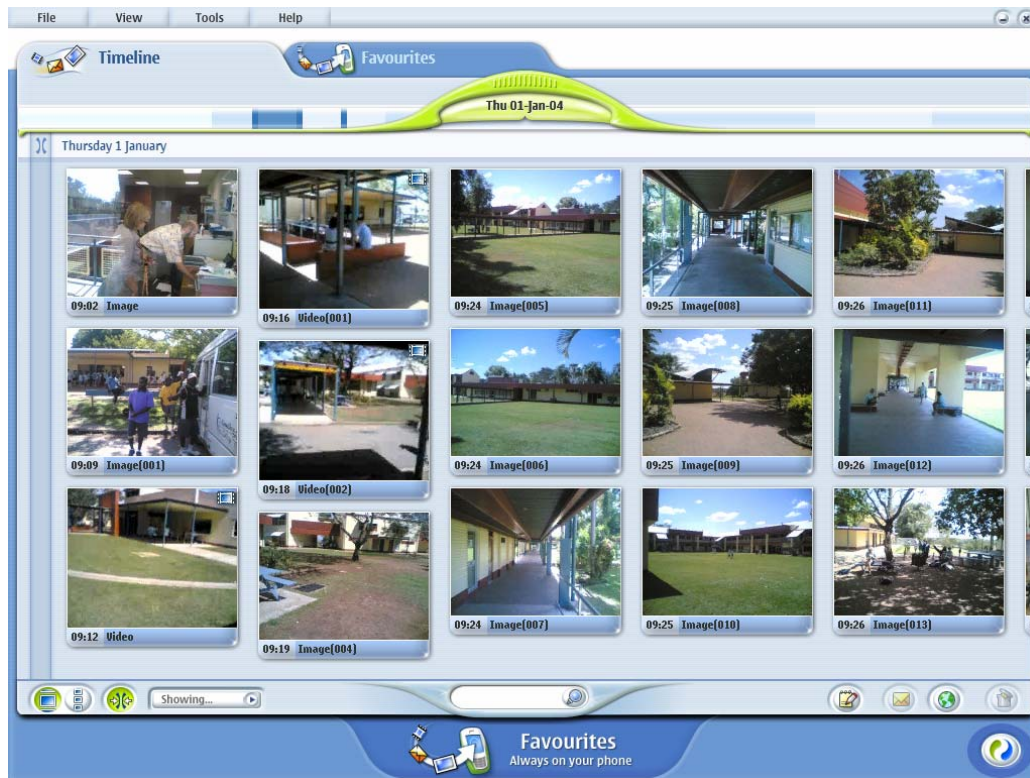 File View Tools Help
Timeline Favourites
Thu 01-Jan-04
Thursday 1 January
09:02 Image
09:16 Video(001)
09:24 Image(005)
09:25 Image(008)
09:26 Image(011)
09:09 Image(001)
09:18 Video(002)
09:24 Image(006)
09:25 Image(009)
09:26 Image(012)
09:12 Video
09:19 Image(004)
09:24 Image(007)
09:25 Image(010)
09:26 Image(013)
Showing...
Favourites
Always on your phone